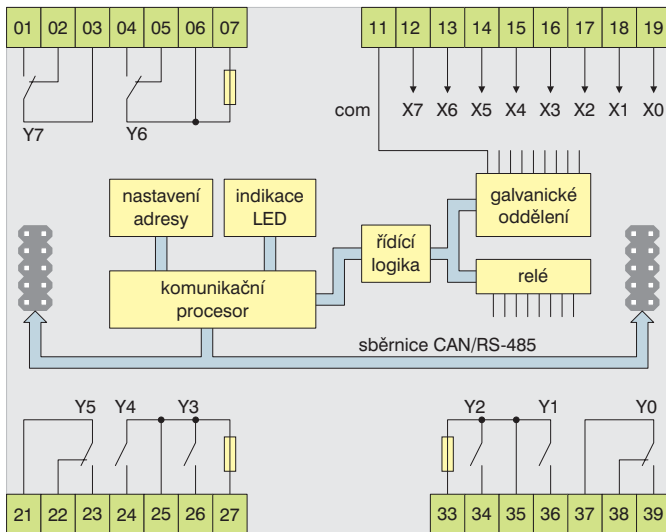 01 02 03 04 05 06 07
11 12 13 14 15 16 17 18 19
com X7 X6 X5 X4 X3 X2 X1 X0
Y7 Y6
nastavení
adresy
indikace
LED
komunikační
procesor
řídící
logika
galvanické
oddělení
relé
sběrnice CAN/RS-485
Y5 Y4 Y3
Y2 Y1 Y0
21 22 23 24 25 26 27
33 34 35 36 37 38 39